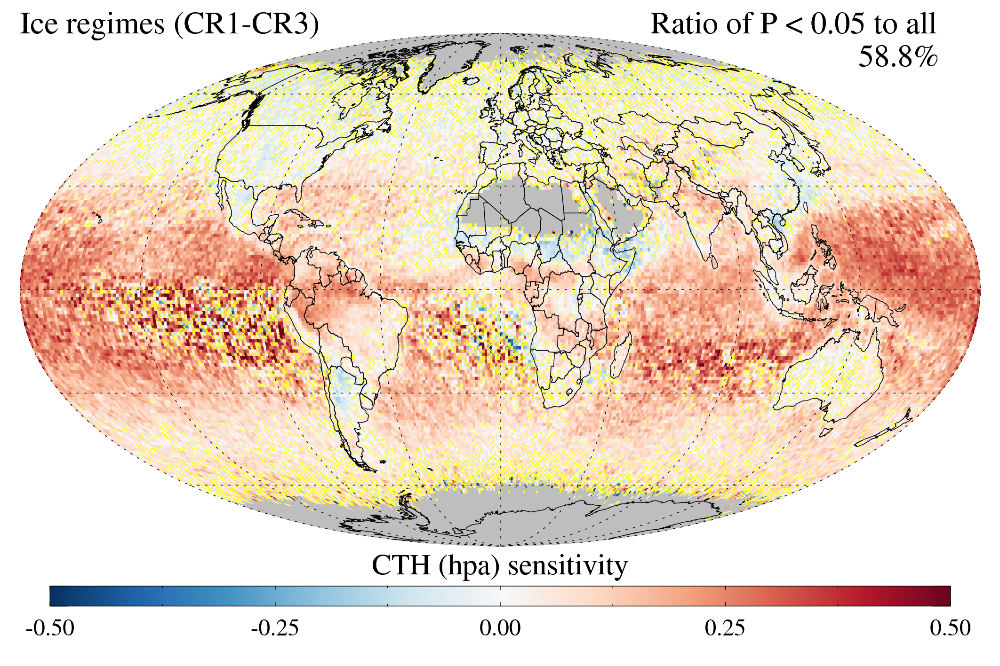 Ice regimes (CR1-CR3)
Ratio of P < 0.05 to all
58.8%
CTH (hpa) sensitivity
-0.50 -0.25 0.00 0.25 0.50